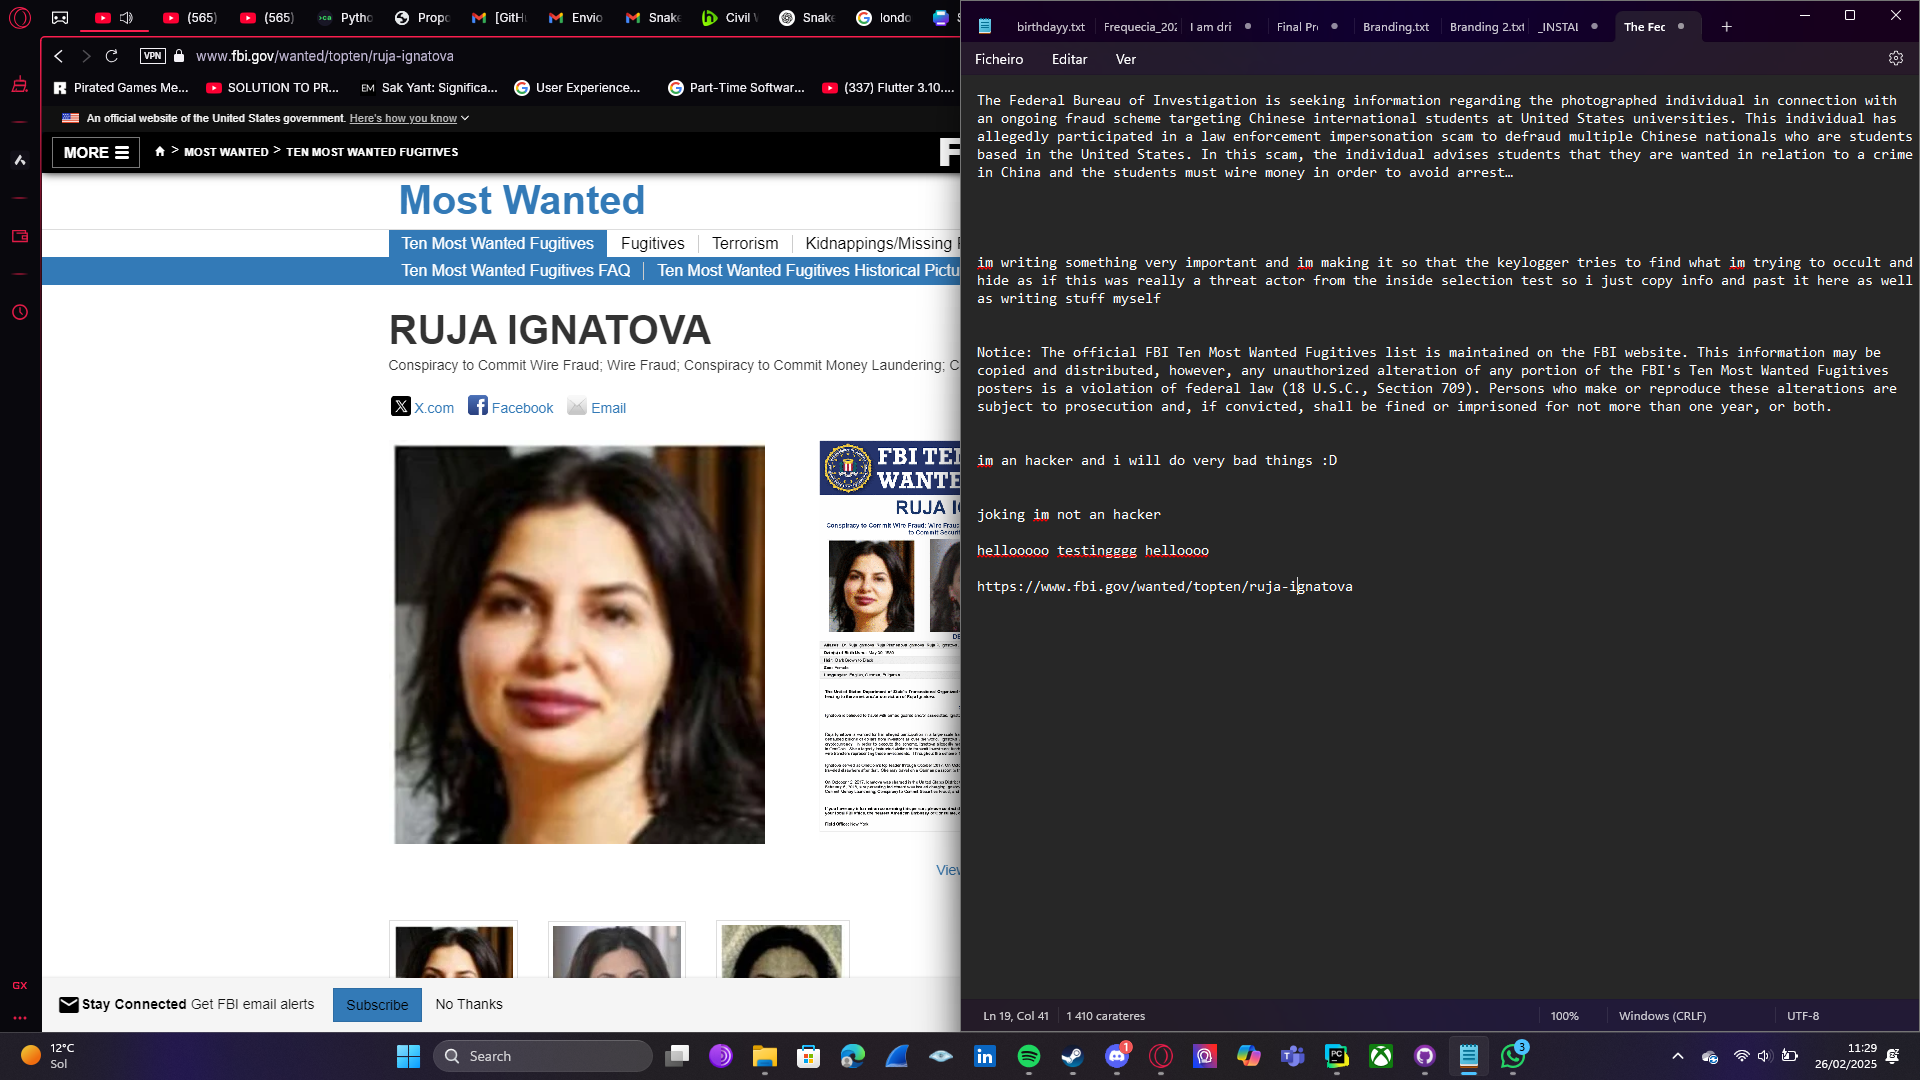 (565)
(565)
Pytho
Propo
[GitH
Envio
Snake
Civil
Snake
londo
VPN
www.fbi.gov/wanted/topten/ruja-ignatova
Pirated Games Me...
SOLUTION TO PR...
EM Sak Yant: Significa...
User Experience...
Part-Time Softwar...
(337) Flutter 3.10....
An official website of the United States government. Here's how you know
MORE
> MOST WANTED > TEN MOST WANTED FUGITIVES
F
Most Wanted
Ten Most Wanted Fugitives
Fugitives
Terrorism
Kidnappings/Missing
Ten Most Wanted Fugitives FAQ
Ten Most Wanted Fugitives Historical Pictu
RUJA IGNATOVA
Conspiracy to Commit Wire Fraud; Wire Fraud; Conspiracy to Commit Money Laundering; C
X.com
Facebook
Email
FBI TE
WANTE
RUJA I
View
Stay Connected Get FBI email alerts
Subscribe
No Thanks
GX
birthdayy.txt
Frequecia_202
I am dri
Final Pr
Branding.txt
Branding 2.txt
_INSTAL
The Fed
Ficheiro
Editar
Ver
The Federal Bureau of Investigation is seeking information regarding the photographed individual in connection with
an ongoing fraud scheme targeting Chinese international students at United States universities. This individual has
allegedly participated in a law enforcement impersonation scam to defraud multiple Chinese nationals who are students
based in the United States. In this scam, the individual advises students that they are wanted in relation to a crime
in China and the students must wire money in order to avoid arrest…
im writing something very important and im making it so that the keylogger tries to find what im trying to occult and
hide as if this was really a threat actor from the inside selection test so i just copy info and past it here as well
as writing stuff myself
Notice: The official FBI Ten Most Wanted Fugitives list is maintained on the FBI website. This information may be
copied and distributed, however, any unauthorized alteration of any portion of the FBI's Ten Most Wanted Fugitives
posters is a violation of federal law (18 U.S.C., Section 709). Persons who make or reproduce these alterations are
subject to prosecution and, if convicted, shall be fined or imprisoned for not more than one year, or both.
im an hacker and i will do very bad things :D
joking im not an hacker
hellooooo testingggg helloooo
https://www.fbi.gov/wanted/topten/ruja-ignatova
Ln 19, Col 41
1 410 carateres
100%
Windows (CRLF)
UTF-8
12°C
Sol
Search
1
3
11:29
26/02/2025